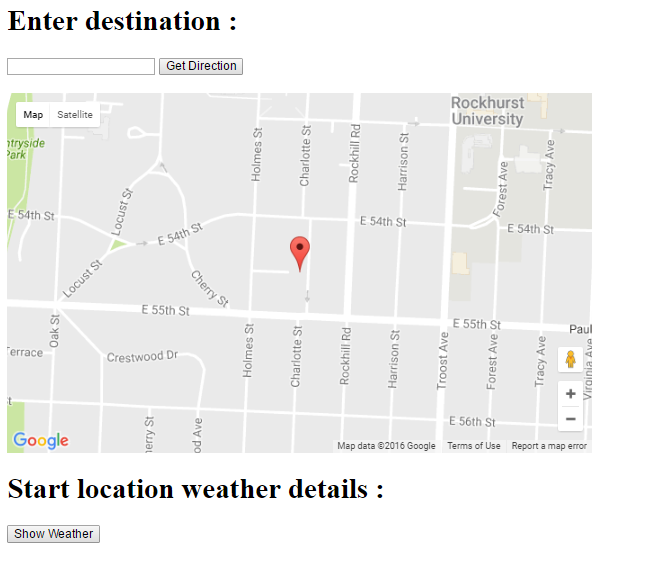 Enter destination :
Get Direction
Map
Satellite
Rockhurst
University
ntryside
Park
Holmes St
Charlotte St
Rockhill Rd
Harrison St
Forest Ave
Tracy Ave
Locust St
E 54th St
E 54th St
E 54th St
E 54th St
Locust St
Cherry St
E 55th St
E 55th St
Oak St
Paul
Terrace
Crestwood Dr
Holmes St
Charlotte St
Rockhill Rd
Harrison St
Troost Ave
Forest Ave
Tracy Ave
Virginia Ave
St
herry St
od Ave
E 56th St
Google
Map data ©2016 Google
Terms of Use
Report a map error
Start location weather details :
Show Weather